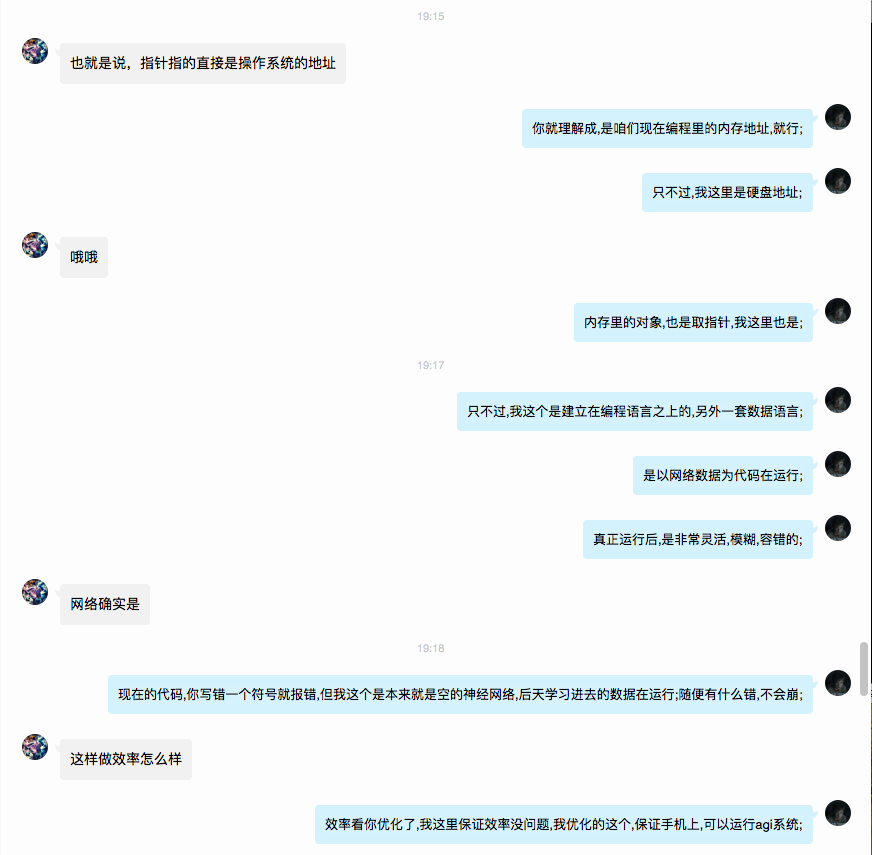 19:15
也就是说，指针指的直接是操作系统的地址
你就理解成,是咱们现在编程里的内存地址,就行;
只不过,我这里是硬盘地址;
哦哦
内存里的对象,也是取指针,我这里也是;
19:17
只不过,我这个是建立在编程语言之上的,另外一套数据语言;
是以网络数据为代码在运行;
真正运行后,是非常灵活,模糊,容错的;
网络确实是
19:18
现在的代码,你写错一个符号就报错,但我这个是本来就是空的神经网络,后天学习进去的数据在运行;随便有什么错,不会崩;
这样做效率怎么样
效率看你优化了,我这里保证效率没问题,我优化的这个,保证手机上,可以运行agi系统;